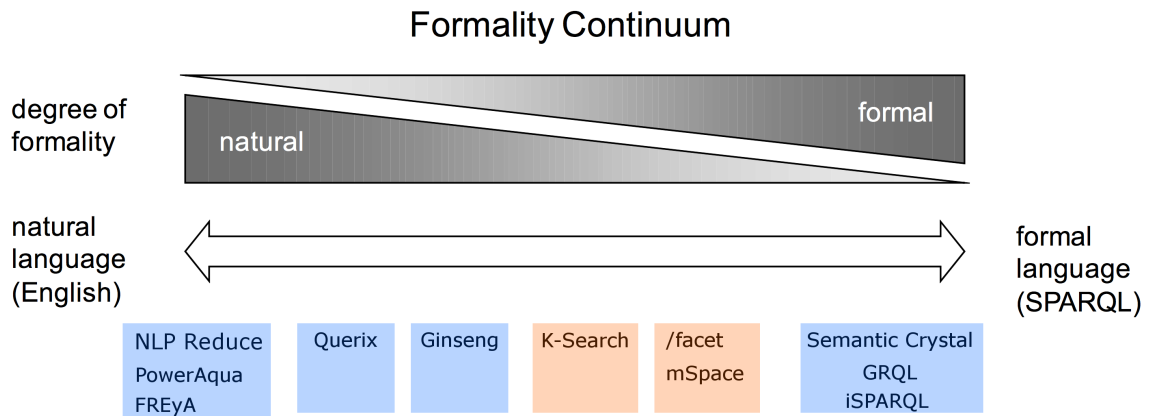 Formality Continuum
degree of
formality
natural
formal
natural
language
(English)
formal
language
(SPARQL)
NLP Reduce
PowerAqua
FREyA
Querix
Ginseng
K-Search
/facet
mSpace
Semantic Crystal
GRQL
iSPARQL